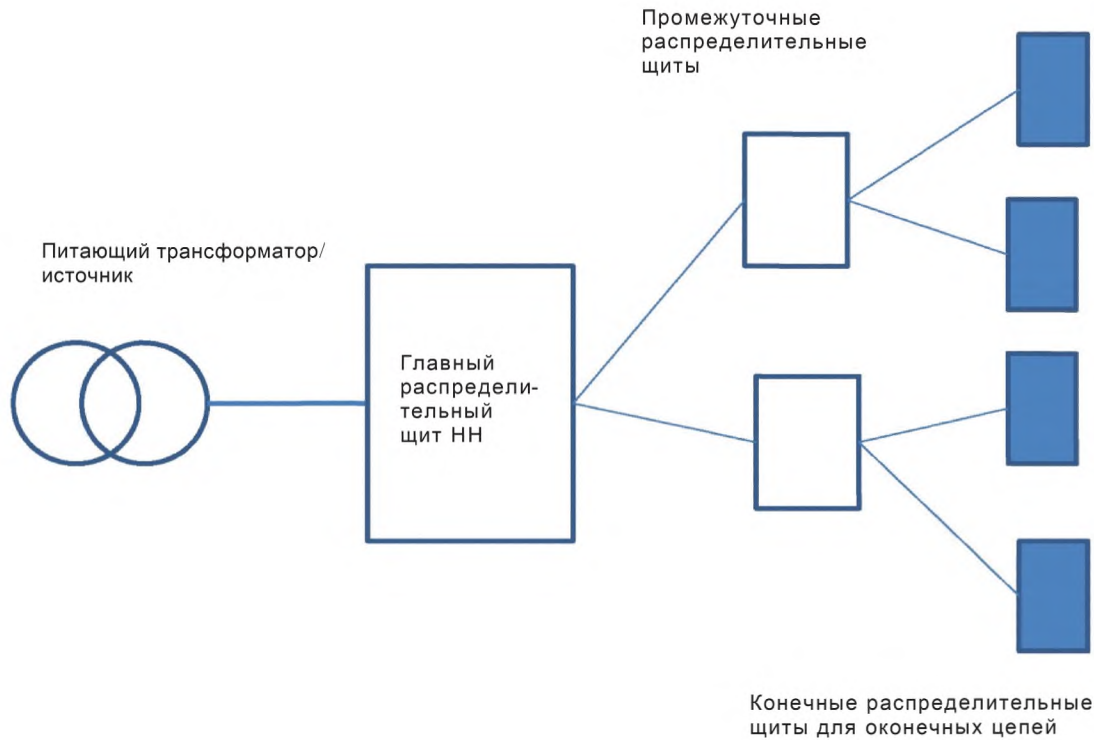 Промежуточные
распределительные
щиты
Питающий трансформатор/
источник
Главный
распредели-
тельный
щит НН
Конечные распределительные
щиты для оконечных цепей